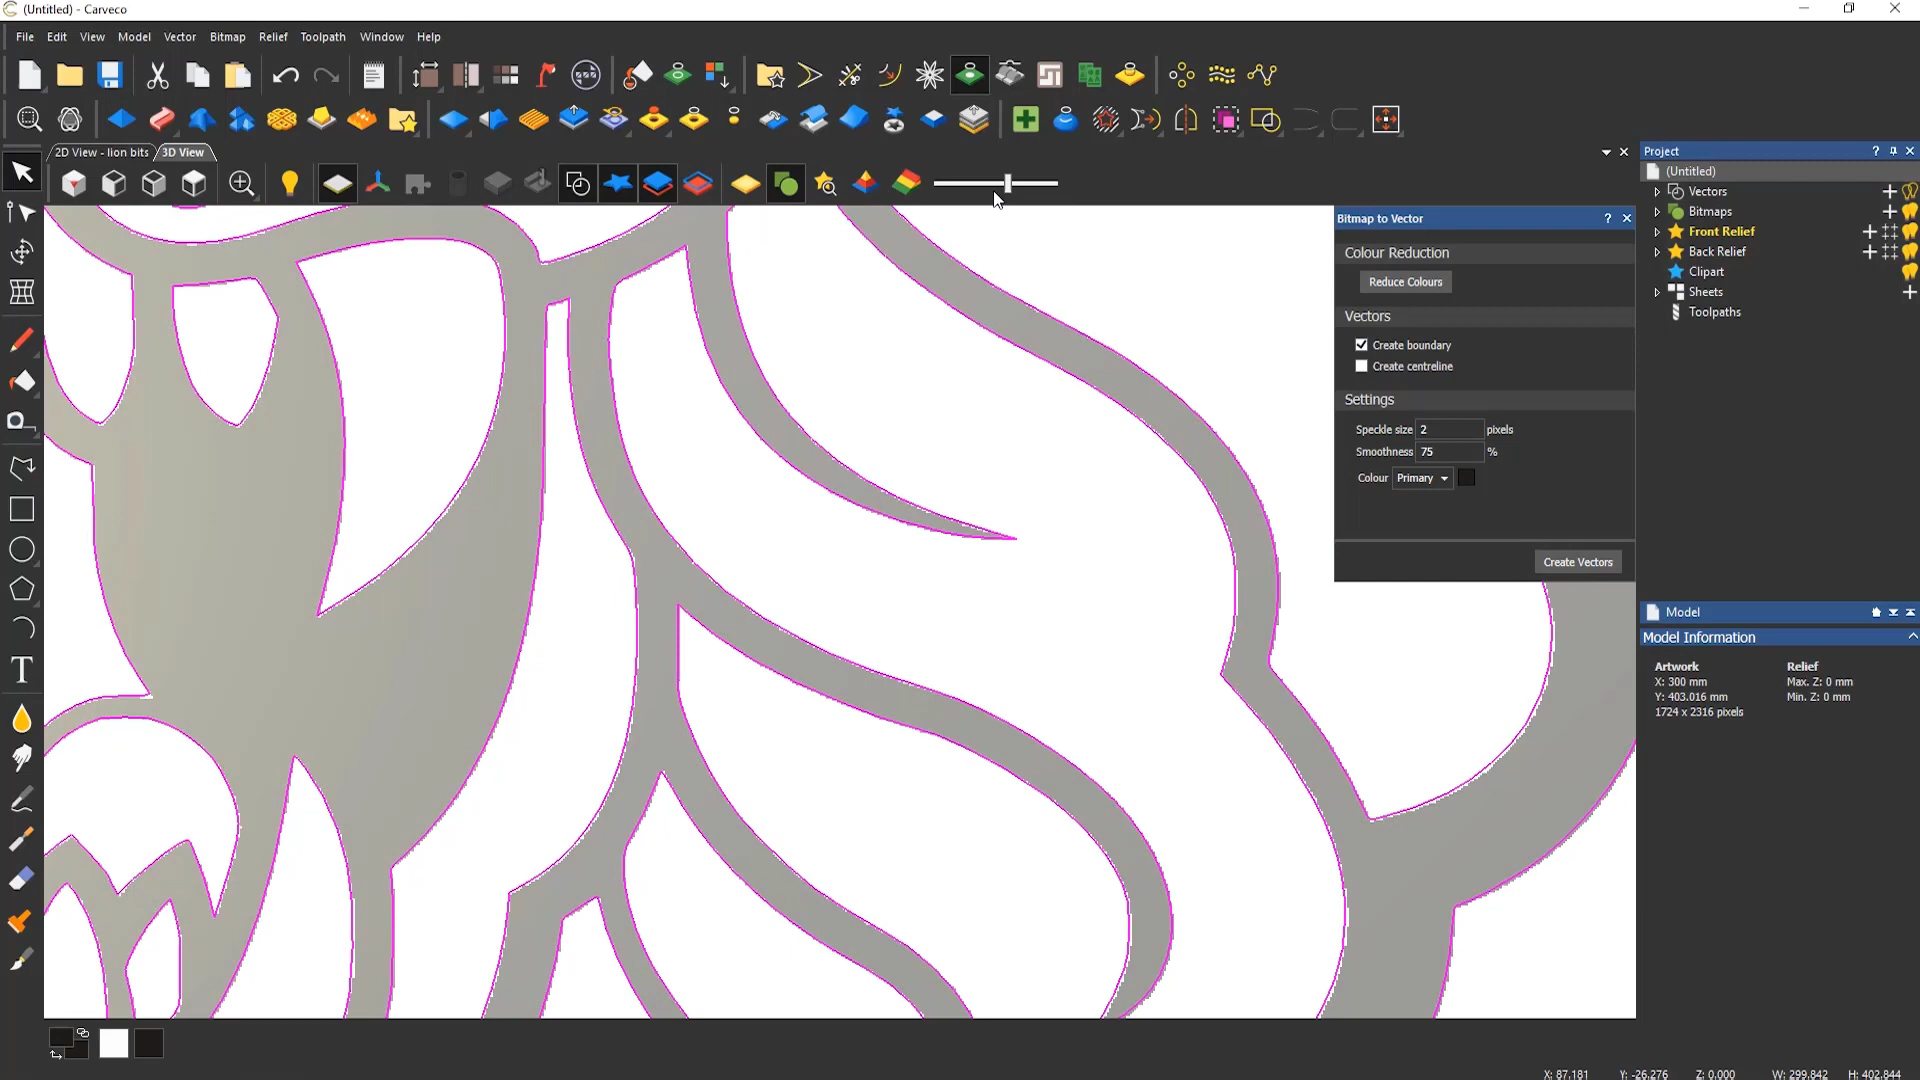 (Untitled) - Carveco
File Edit View Model Vector Bitmap Relief Toolpath Window Help
2D View - lion bits 3D View
Project
(Untitled)
Vectors
Bitmaps
Front Relief
Back Relief
Clipart
Sheets
Toolpaths
Bitmap to Vector
Colour Reduction
Reduce Colours
Vectors
Create boundary
Create centreline
Settings
Speckle size 2 pixels
Smoothness 75 %
Colour Primary
Create Vectors
Model
Model Information
Artwork Relief
X: 300 mm Max. Z: 0 mm
Y: 403.016 mm Min. Z: 0 mm
1724 x 2316 pixels
T
X: 87.181 Y: -26.276 Z: 0.000 W: 299.842 H: 402.844